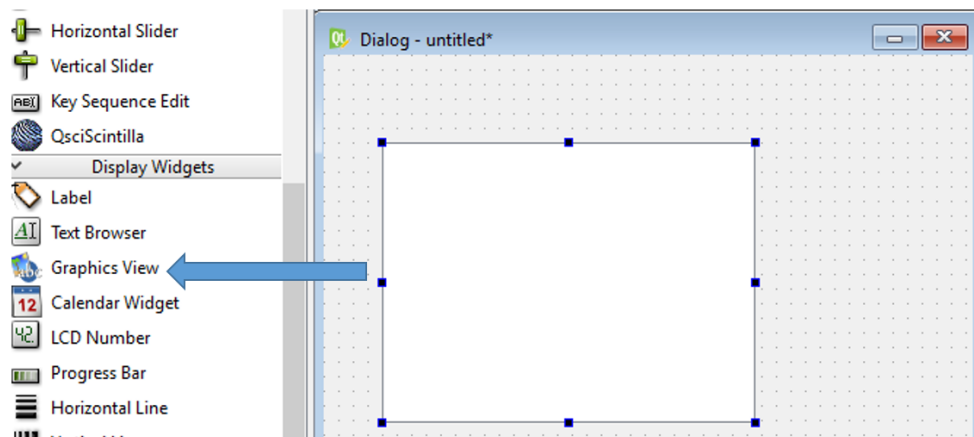 Horizontal Slider
Vertical Slider
Key Sequence Edit
QsciScintilla
Display Widgets
Label
Text Browser
Graphics View
Calendar Widget
LCD Number
Progress Bar
Horizontal Line
Dialog - untitled*